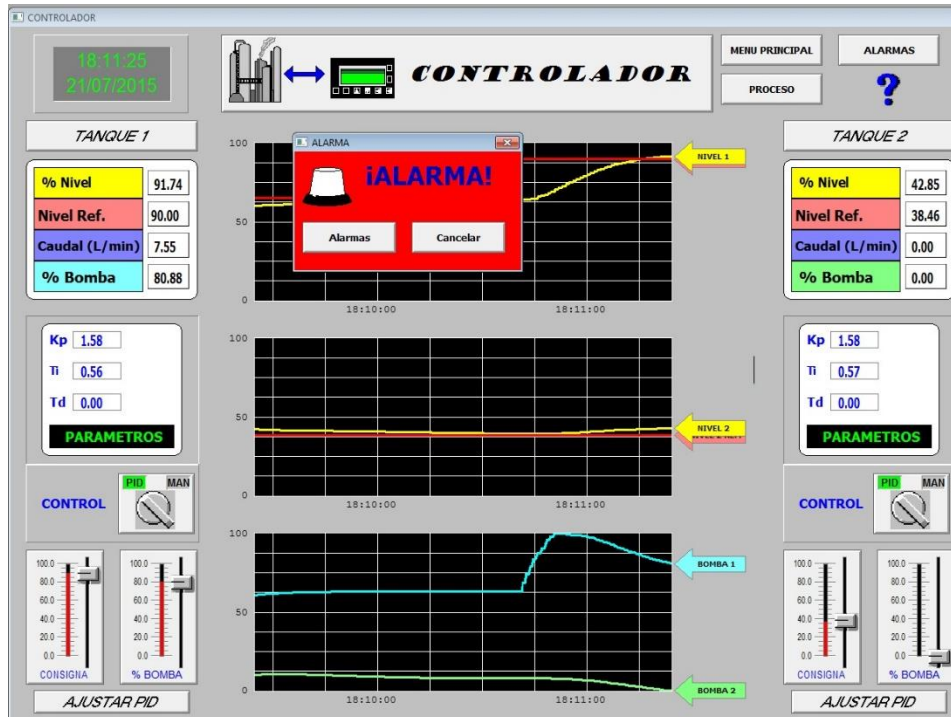 CONTROLADOR
18:11:25
21/07/2015
CONTROLADOR
MENU PRINCIPAL
ALARMAS
PROCESO
?
TANQUE 1
% Nivel 91.74
Nivel Ref. 90.00
Caudal (L/min) 7.55
% Bomba 80.88
Kp 1.58
Ti 0.56
Td 0.00
PARAMETROS
CONTROL
PID MAN
100.0 100.0
80.0 80.0
60.0 60.0
40.0 40.0
20.0 20.0
0.0 0.0
CONSIGNA % BOMBA
AJUSTAR PID
100
50
0
18:10:00 18:11:00
NIVEL 1
ALARMA
¡ALARMA!
Alarmas Cancelar
100
50
0
18:10:00 18:11:00
NIVEL 2
100
50
0
18:10:00 18:11:00
BOMBA 1
BOMBA 2
TANQUE 2
% Nivel 42.85
Nivel Ref. 38.46
Caudal (L/min) 0.00
% Bomba 0.00
Kp 1.58
Ti 0.57
Td 0.00
PARAMETROS
CONTROL
PID MAN
100.0 100.0
80.0 80.0
60.0 60.0
40.0 40.0
20.0 20.0
0.0 0.0
CONSIGNA % BOMBA
AJUSTAR PID